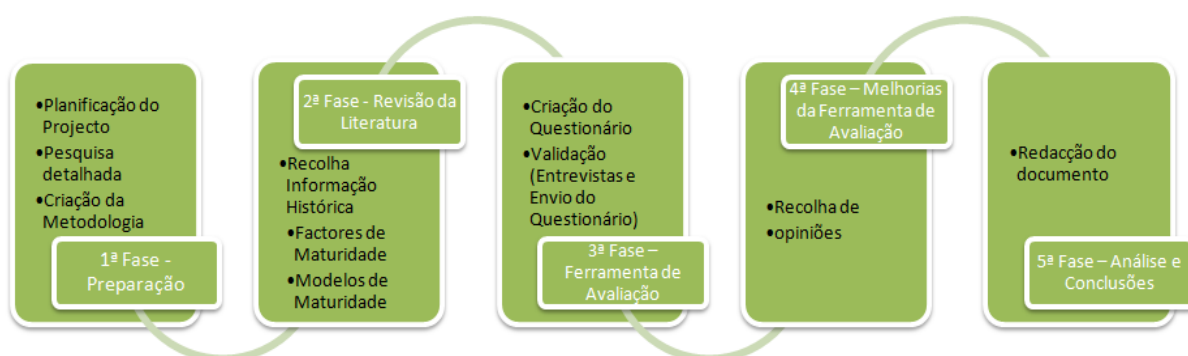 •Planificação do
Projecto
•Pesquisa
detalhada
•Criação da
Metodologia
1ª Fase -
Preparação
2ª Fase - Revisão da
Literatura
•Recolha
Informação
Histórica
•Factores de
Maturidade
•Modelos de
Maturidade
•Criação do
Questionário
•Validação
(Entrevistas e
Envio do
Questionário)
3ª Fase –
Ferramenta de
Avaliação
4ª Fase – Melhorias
da Ferramenta de
Avaliação
•Recolha de
•opiniões
•Redacção do
documento
5ª Fase – Análise e
Conclusões